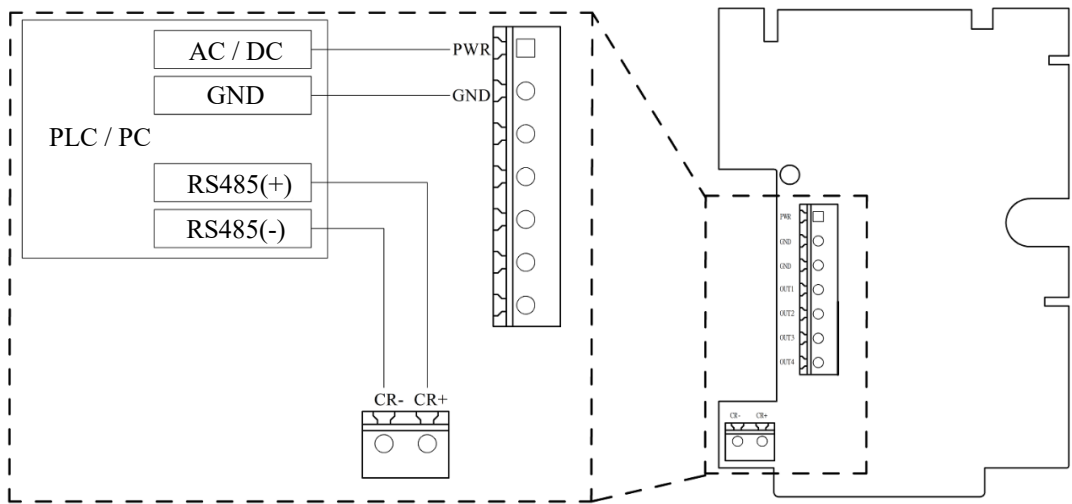 AC / DC
PWR
GND
GND
PLC / PC
RS485(+)
RS485(-)
CR- CR+
PWR
GND
GND
OUT1
OUT2
OUT3
OUT4
CR- CR+